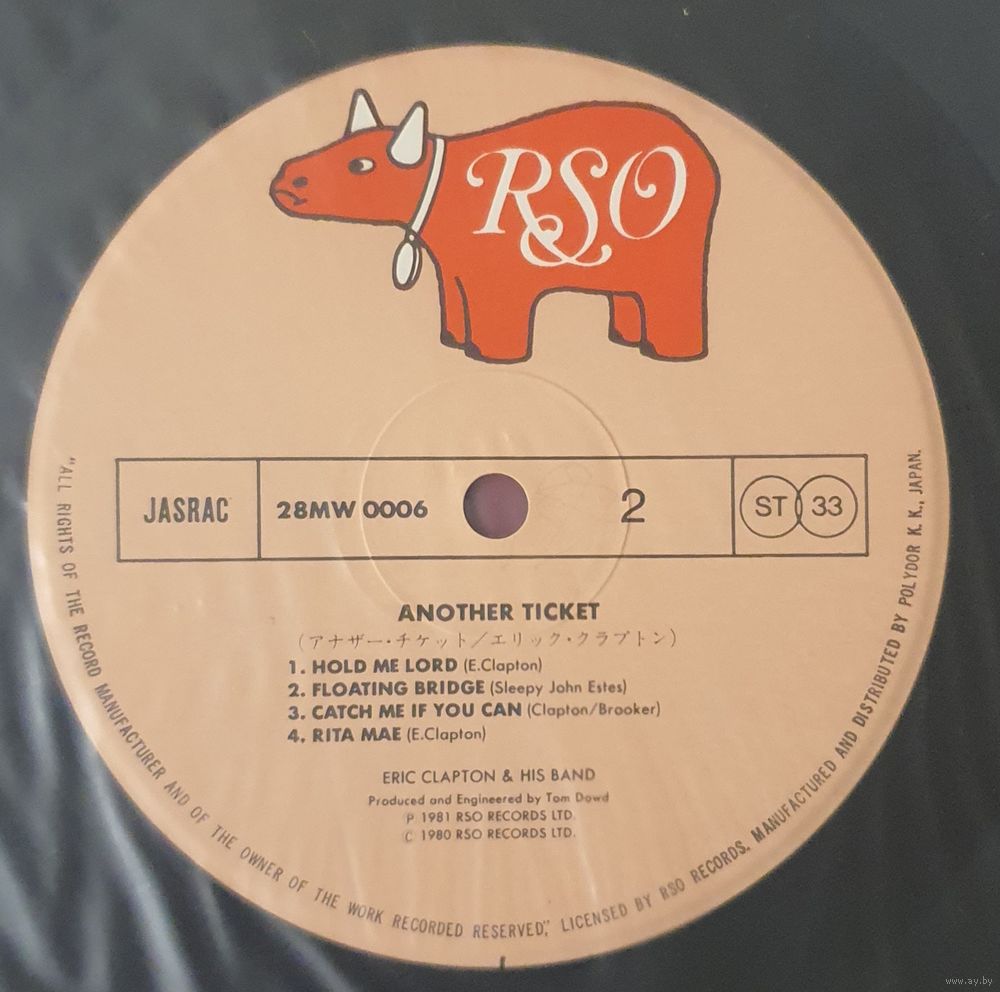 RSO
JASRAC
28MW 0006
2
ST 33
ANOTHER TICKET
(アナザー・チケット/エリック・クラプトン)
1. HOLD ME LORD (E.Clapton)
2. FLOATING BRIDGE (Sleepy John Estes)
3. CATCH ME IF YOU CAN (Clapton/Brooker)
4. RITA MAE (E.Clapton)
ERIC CLAPTON & HIS BAND
Produced and Engineered by Tom Dowd
Ⓟ 1981 RSO RECORDS LTD.
Ⓒ 1980 RSO RECORDS LTD.
"ALL RIGHTS OF THE RECORD MANUFACTURER AND OF THE OWNER OF THE WORK RECORDED RESERVED", LICENSED BY RSO RECORDS. MANUFACTURED AND DISTRIBUTED BY POLYDOR K. K., JAPAN.
www.ay.by